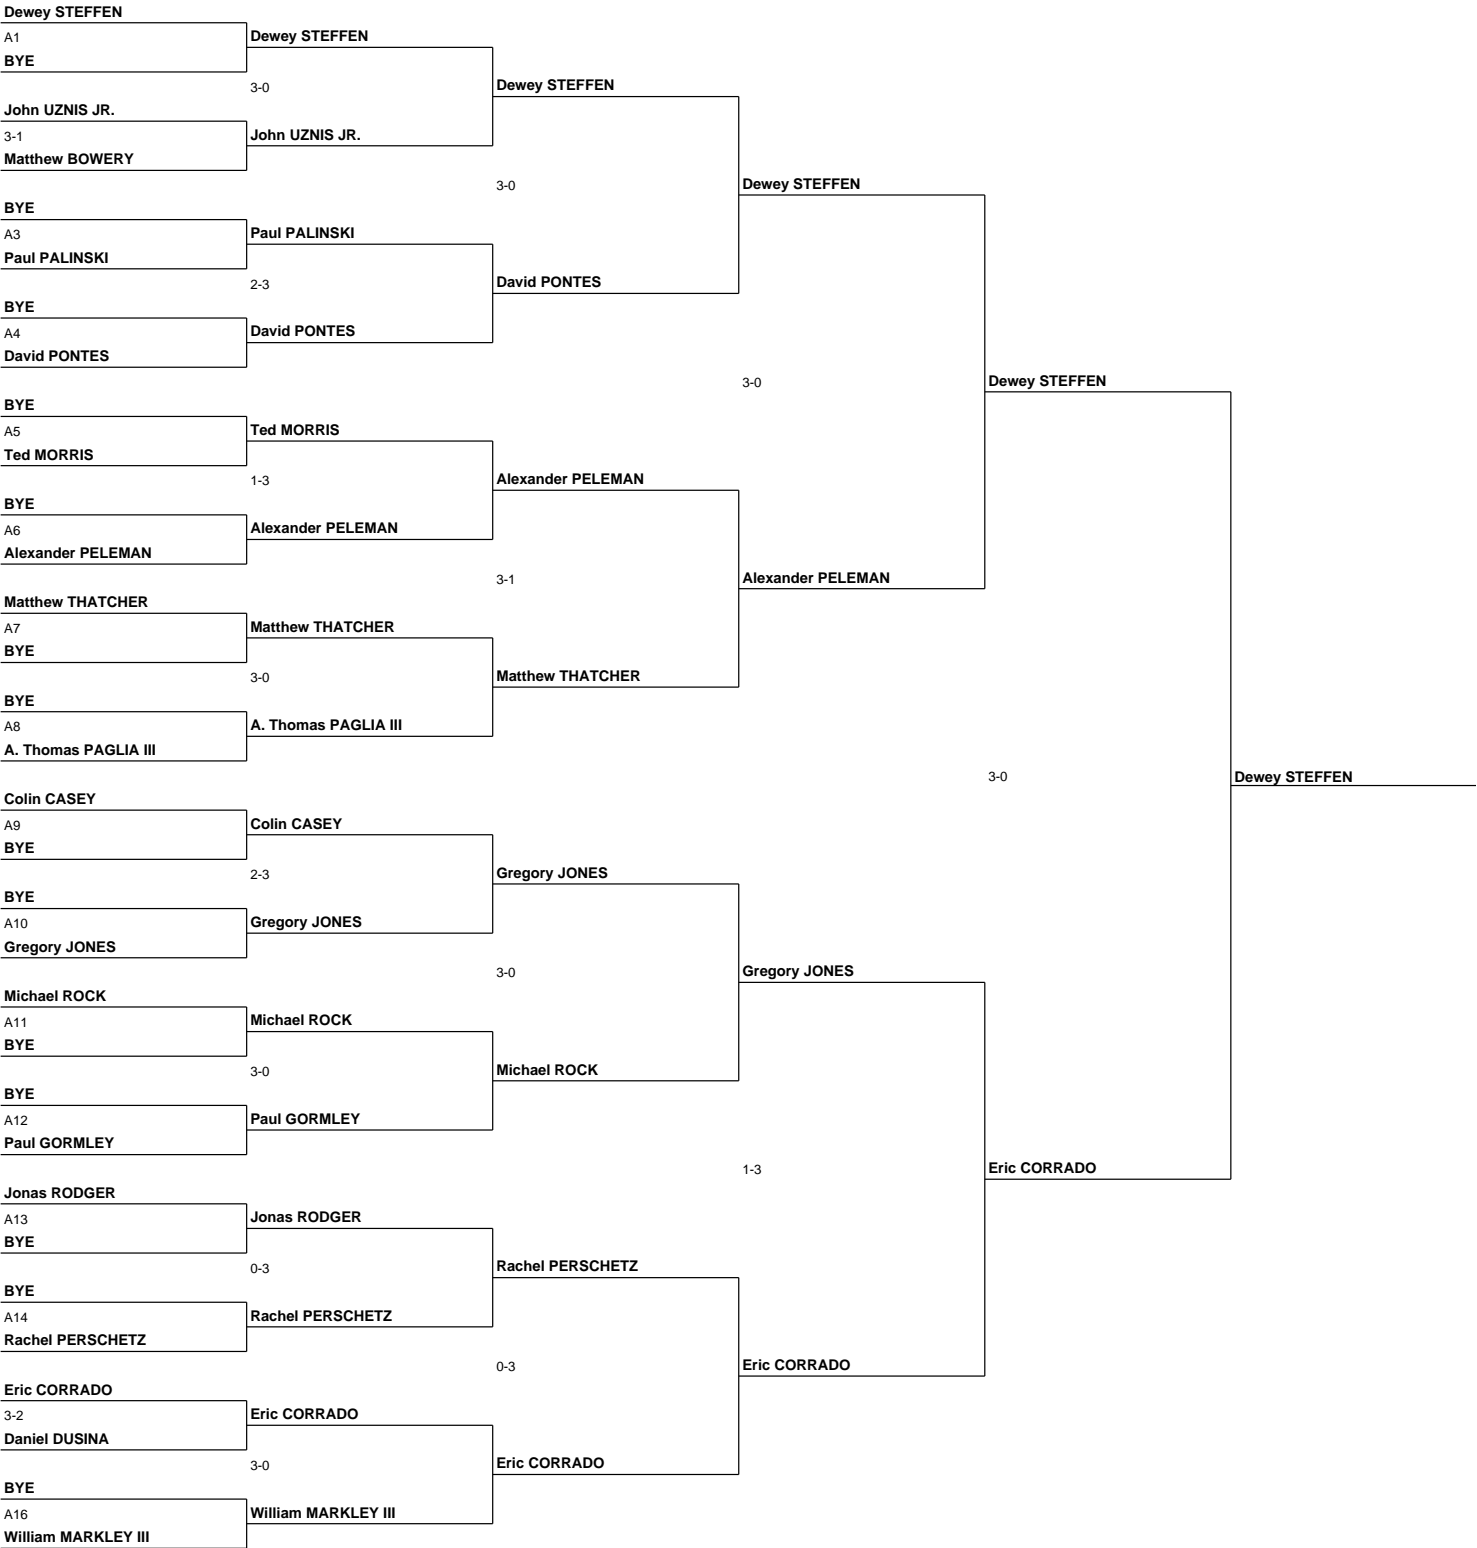 Dewey STEFFEN
A1
BYE
John UZNIS JR.
3-1
Matthew BOWERY
BYE
A3
Paul PALINSKI
BYE
A4
David PONTES
BYE
A5
Ted MORRIS
BYE
A6
Alexander PELEMAN
Matthew THATCHER
A7
BYE
BYE
A8
A. Thomas PAGLIA III
Colin CASEY
A9
BYE
BYE
A10
Gregory JONES
Michael ROCK
A11
BYE
BYE
A12
Paul GORMLEY
Jonas RODGER
A13
BYE
BYE
A14
Rachel PERSCHETZ
Eric CORRADO
3-2
Daniel DUSINA
BYE
A16
William MARKLEY III
Dewey STEFFEN
3-0
John UZNIS JR.
Paul PALINSKI
2-3
David PONTES
Ted MORRIS
1-3
Alexander PELEMAN
Matthew THATCHER
3-0
A. Thomas PAGLIA III
Colin CASEY
2-3
Gregory JONES
Michael ROCK
3-0
Paul GORMLEY
Jonas RODGER
0-3
Rachel PERSCHETZ
Eric CORRADO
3-0
William MARKLEY III
Dewey STEFFEN
3-0
David PONTES
Alexander PELEMAN
3-1
Matthew THATCHER
Gregory JONES
3-0
Michael ROCK
Rachel PERSCHETZ
0-3
Eric CORRADO
Dewey STEFFEN
3-0
Alexander PELEMAN
Gregory JONES
1-3
Eric CORRADO
Dewey STEFFEN
3-0
Eric CORRADO
Dewey STEFFEN